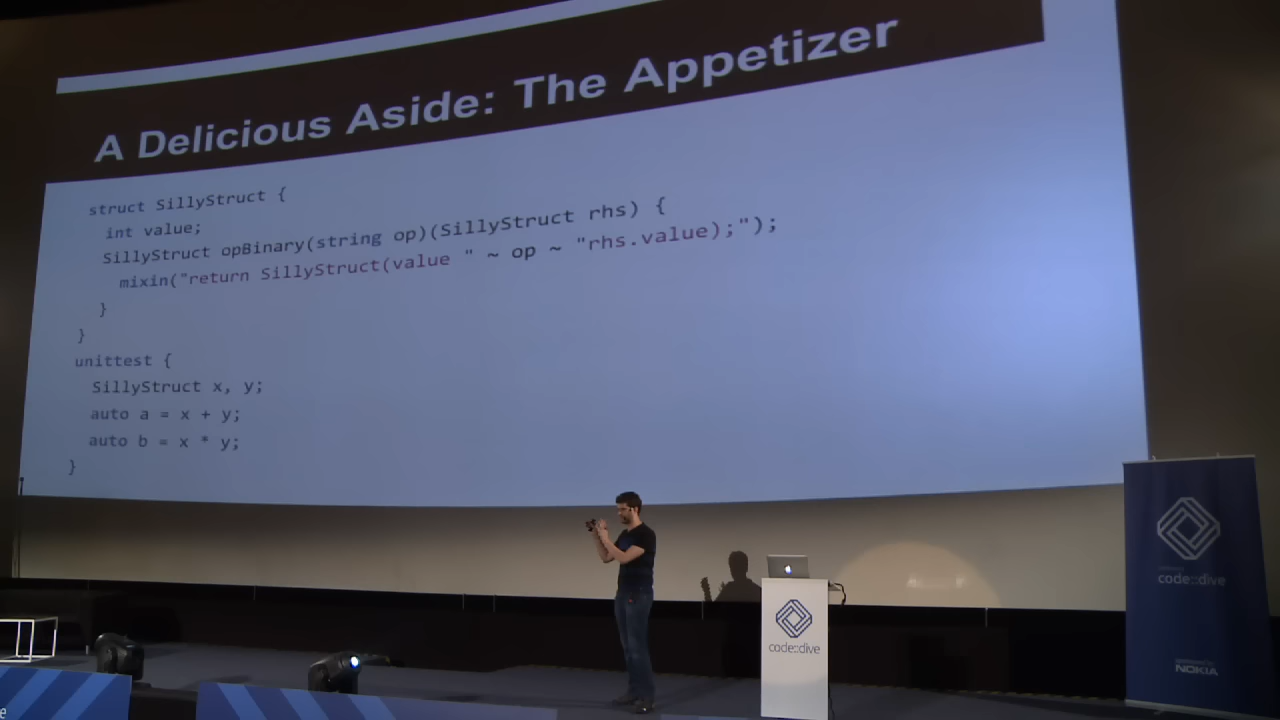 A Delicious Aside: The Appetizer
struct SillyStruct {
int value;
SillyStruct opBinary(string op)(SillyStruct rhs) {
mixin("return SillyStruct(value " ~ op ~ "rhs.value);");
}
}
unittest {
SillyStruct x, y;
auto a = x + y;
auto b = x * y;
}
code::dive
code::dive
NOKIA